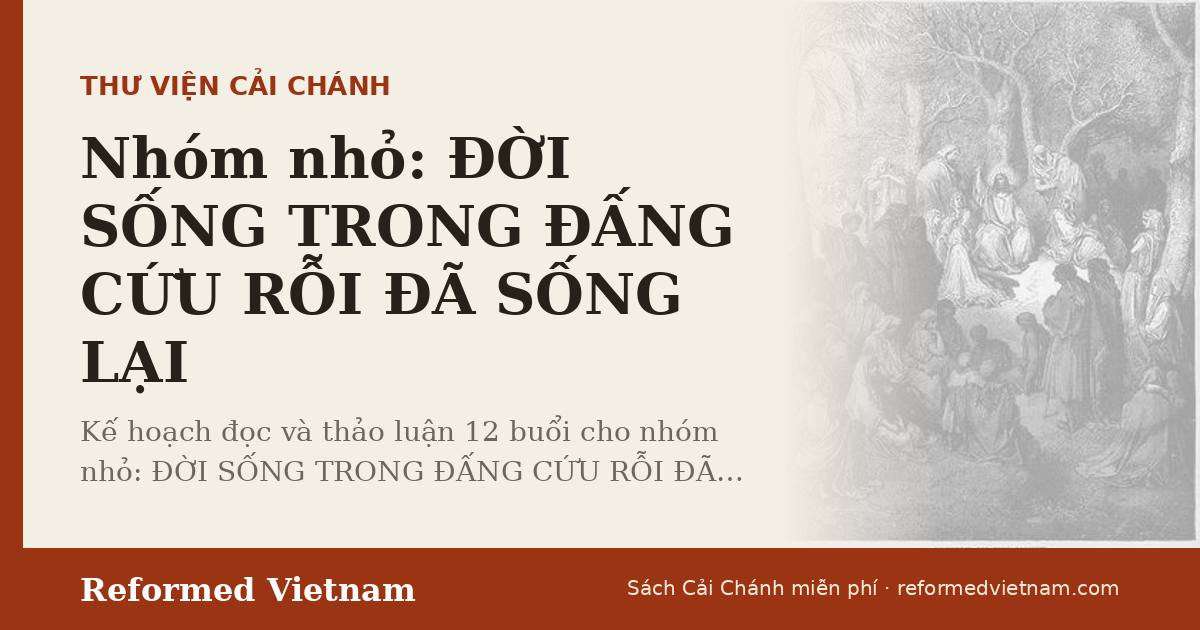 THƯ VIỆN CẢI CHÁNH
Nhóm nhỏ: ĐỜI
SỐNG TRONG ĐẤNG
CỨU RỖI ĐÃ SỐNG
LẠI
Kế hoạch đọc và thảo luận 12 buổi cho nhóm
nhỏ: ĐỜI SỐNG TRONG ĐẤNG CỨU RỖI ĐÃ…
Reformed Vietnam
Sách Cải Chánh miễn phí · reformedvietnam.com